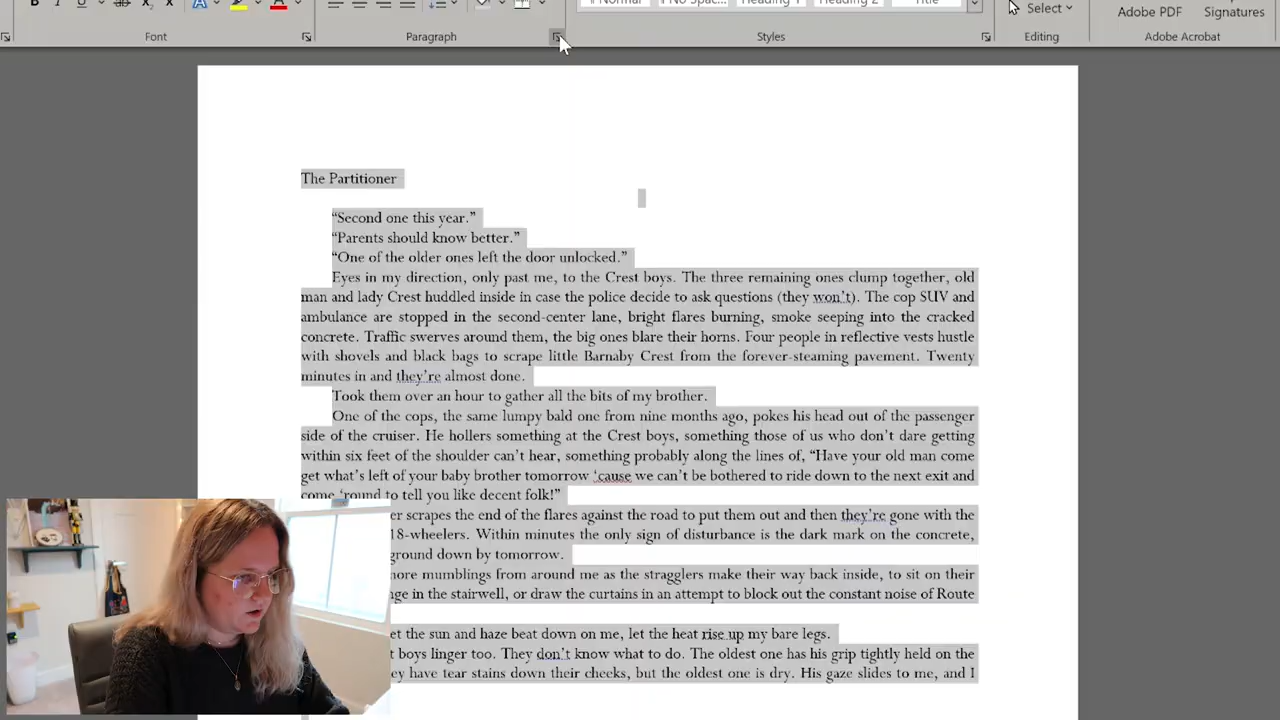 Normal No Spac... Heading 1 Heading 2 Title
Select Adobe PDF Signatures
Font Paragraph Styles Editing Adobe Acrobat
The Partitioner
“Second one this year.”
“Parents should know better.”
“One of the older ones left the door unlocked.”
Eyes in my direction, only past me, to the Crest boys. The three remaining ones clump together, old
man and lady Crest huddled inside in case the police decide to ask questions (they won’t). The cop SUV and
ambulance are stopped in the second-center lane, bright flares burning, smoke seeping into the cracked
concrete. Traffic swerves around them, the big ones blare their horns. Four people in reflective vests hustle
with shovels and black bags to scrape little Barnaby Crest from the forever-steaming pavement. Twenty
minutes in and they’re almost done.
Took them over an hour to gather all the bits of my brother.
One of the cops, the same lumpy bald one from nine months ago, pokes his head out of the passenger
side of the cruiser. He hollers something at the Crest boys, something those of us who don’t dare getting
within six feet of the shoulder can’t hear, something probably along the lines of, “Have your old man come
get what’s left of your baby brother tomorrow ‘cause we can’t be bothered to ride down to the next exit and
come ‘round to tell you like decent folk!”
scrapes the end of the flares against the road to put them out and then they’re gone with the
18-wheelers. Within minutes the only sign of disturbance is the dark mark on the concrete,
ground down by tomorrow.
mumblings from around me as the stragglers make their way back inside, to sit on their
in the stairwell, or draw the curtains in an attempt to block out the constant noise of Route
the sun and haze beat down on me, let the heat rise up my bare legs.
boys linger too. They don’t know what to do. The oldest one has his grip tightly held on the
have tear stains down their cheeks, but the oldest one is dry. His gaze slides to me, and I